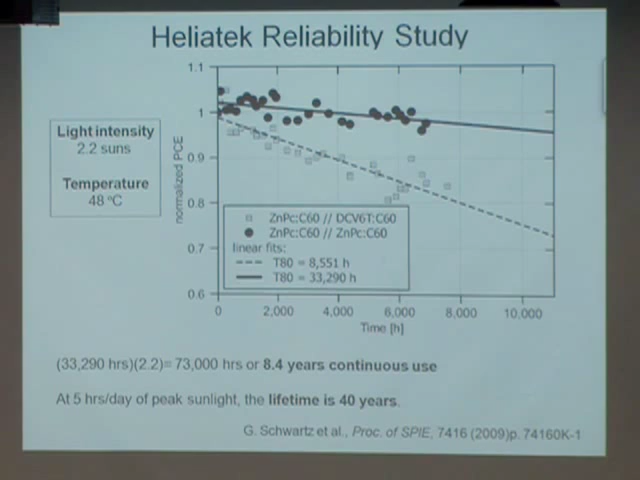 Heliatek Reliability Study
Light intensity
2.2 suns
Temperature
48 °C
normalized PCE
1.1
1
0.9
0.8
0.7
0.6
ZnPc:C60 // DCV6T:C60
ZnPc:C60 // ZnPc:C60
linear fits:
T80 = 8,551 h
T80 = 33,290 h
0 2,000 4,000 6,000 8,000 10,000
Time [h]
(33,290 hrs)(2.2)= 73,000 hrs or 8.4 years continuous use
At 5 hrs/day of peak sunlight, the lifetime is 40 years.
G. Schwartz et al., Proc. of SPIE, 7416 (2009)p. 74160K-1